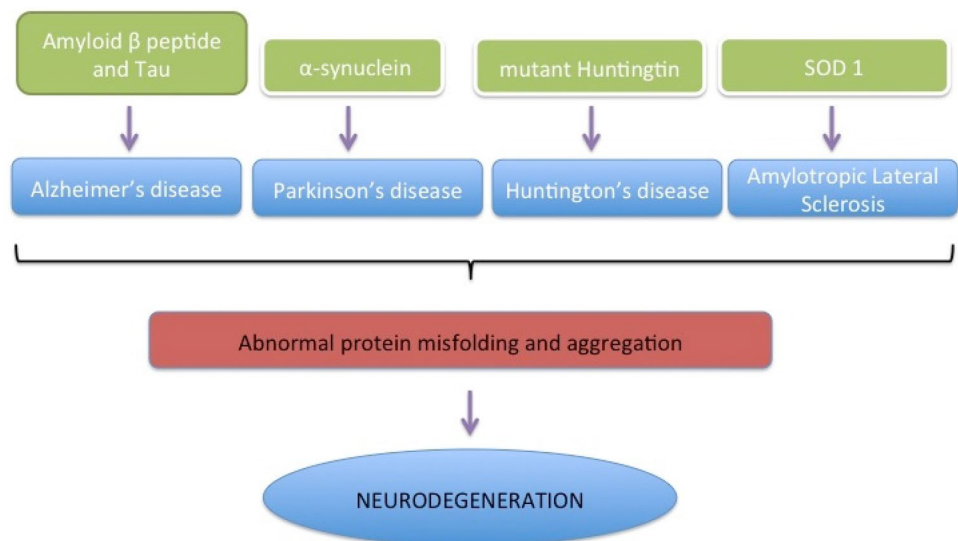 Amyloid β peptide
and Tau
α-synuclein
mutant Huntingtin
SOD 1
Alzheimer's disease
Parkinson's disease
Huntington's disease
Amylotropic Lateral
Sclerosis
Abnormal protein misfolding and aggregation
NEURODEGENERATION